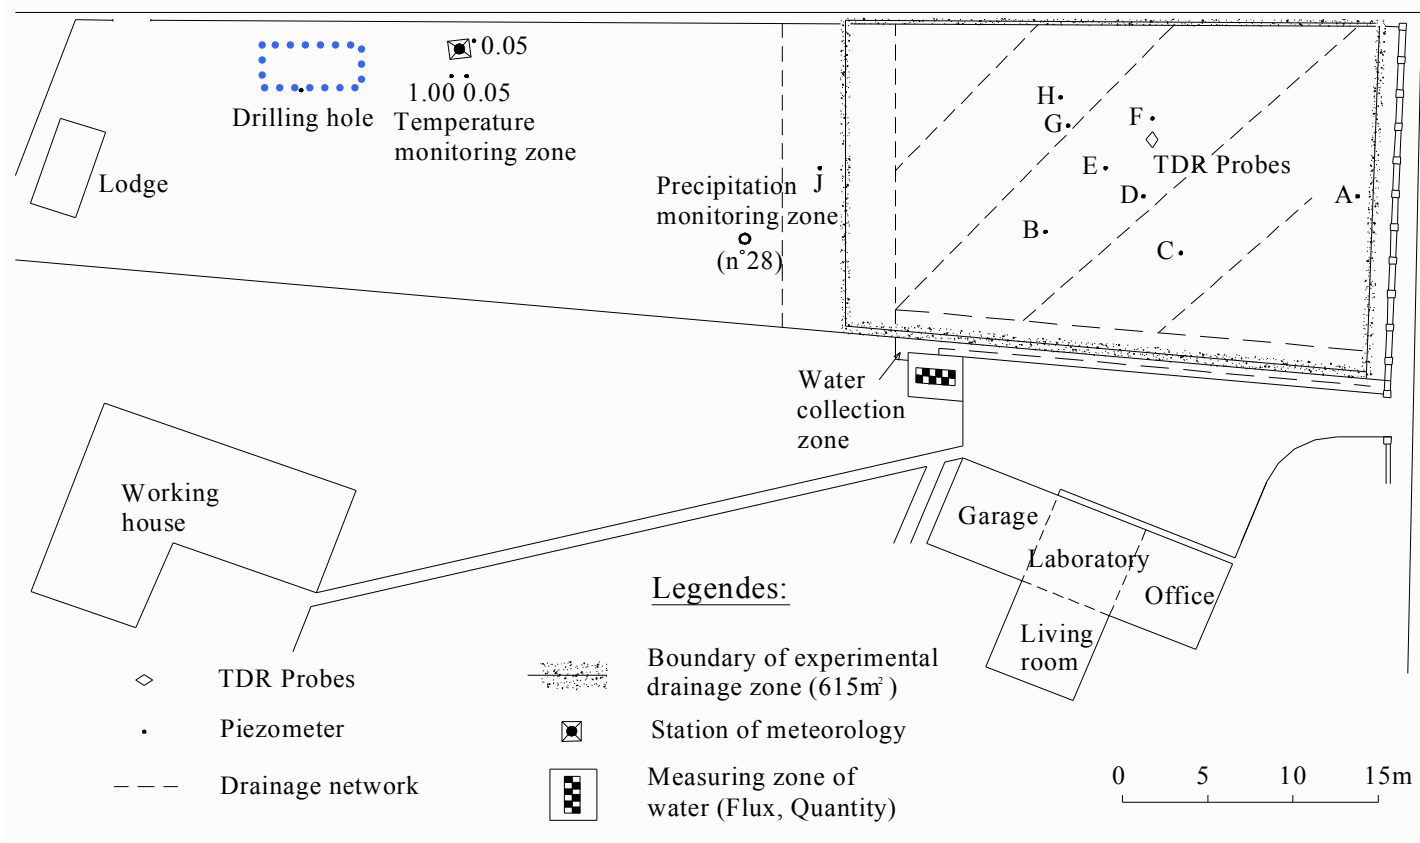 0.05
1.00 0.05
Drilling hole
Temperature
monitoring zone
Lodge
Precipitation
monitoring zone
(n°28)
J
H
G
F
TDR Probes
E
D
A
B
C
Water
collection
zone
Working
house
Garage
Laboratory
Office
Living
room
Legendes:
TDR Probes
Piezometer
Drainage network
Boundary of experimental
drainage zone (615m²)
Station of meteorology
Measuring zone of
water (Flux, Quantity)
0 5 10 15m